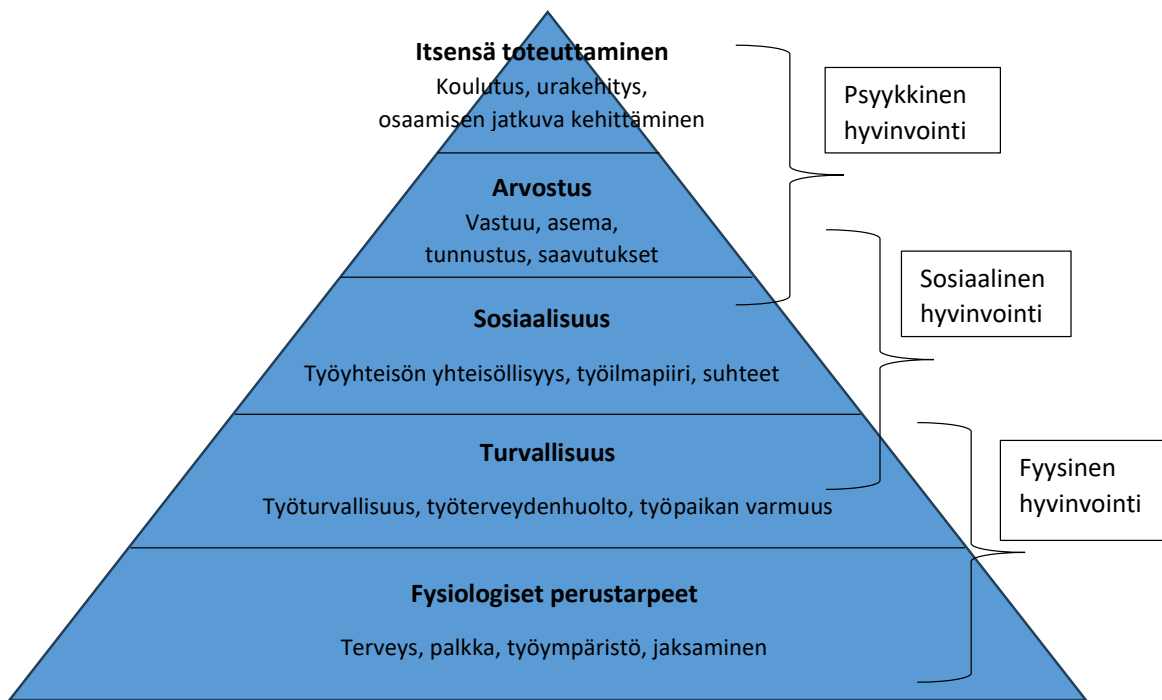 Itsensä toteuttaminen
Koulutus, urakehitys,
osaamisen jatkuva kehittäminen
Psyykkinen
hyvinvointi
Arvostus
Vastuu, asema,
tunnustus, saavutukset
Sosiaalinen
hyvinvointi
Sosiaalisuus
Työyhteisön yhteisöllisyys, työilmapiiri, suhteet
Turvallisuus
Työturvallisuus, työterveydenhuolto, työpaikan varmuus
Fyysinen
hyvinvointi
Fysiologiset perustarpeet
Terveys, palkka, työympäristö, jaksaminen